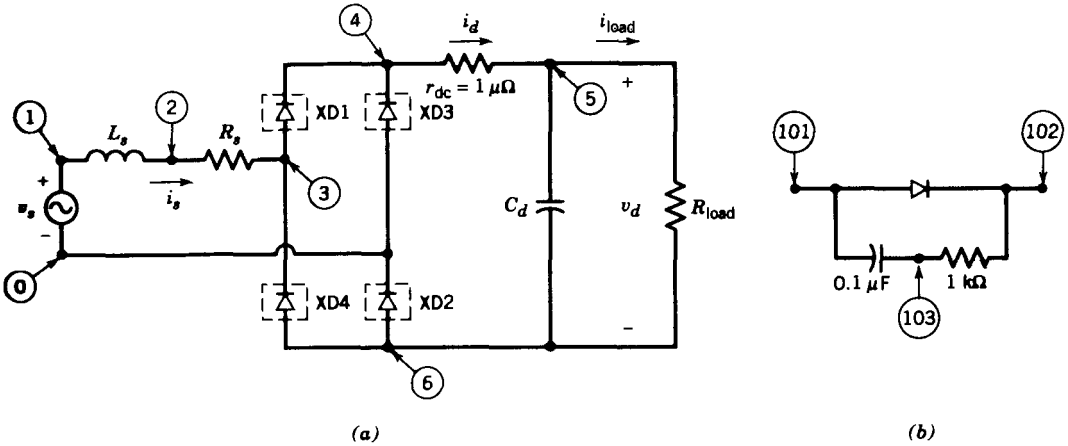 4
i_d
i_load
r_dc = 1 μΩ
5
+
1
2
L_s
R_s
XD1
XD3
3
i_s
+
v_s
−
0
C_d
v_d
R_load
XD4
XD2
−
6
(a)
101
102
0.1 μF
1 kΩ
103
(b)